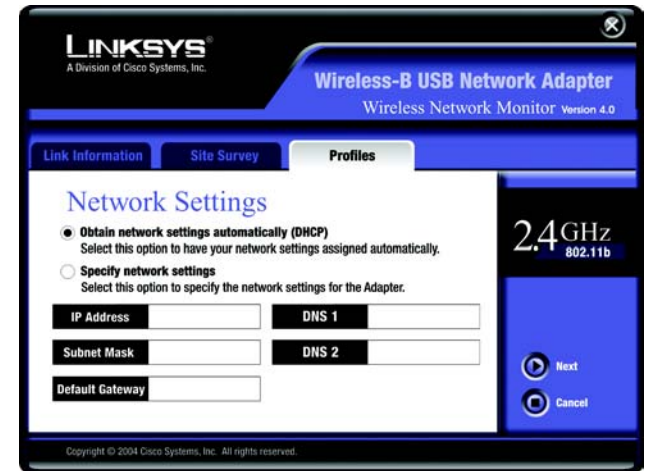 LINKSYS®
A Division of Cisco Systems, Inc.
Wireless-B USB Network Adapter
Wireless Network Monitor Version 4.0
Link Information Site Survey Profiles
Network Settings
Obtain network settings automatically (DHCP)
Select this option to have your network settings assigned automatically.
Specify network settings
Select this option to specify the network settings for the Adapter.
IP Address DNS 1
Subnet Mask DNS 2
Default Gateway
2.4GHz
802.11b
Next
Cancel
Copyright © 2004 Cisco Systems, Inc. All rights reserved.